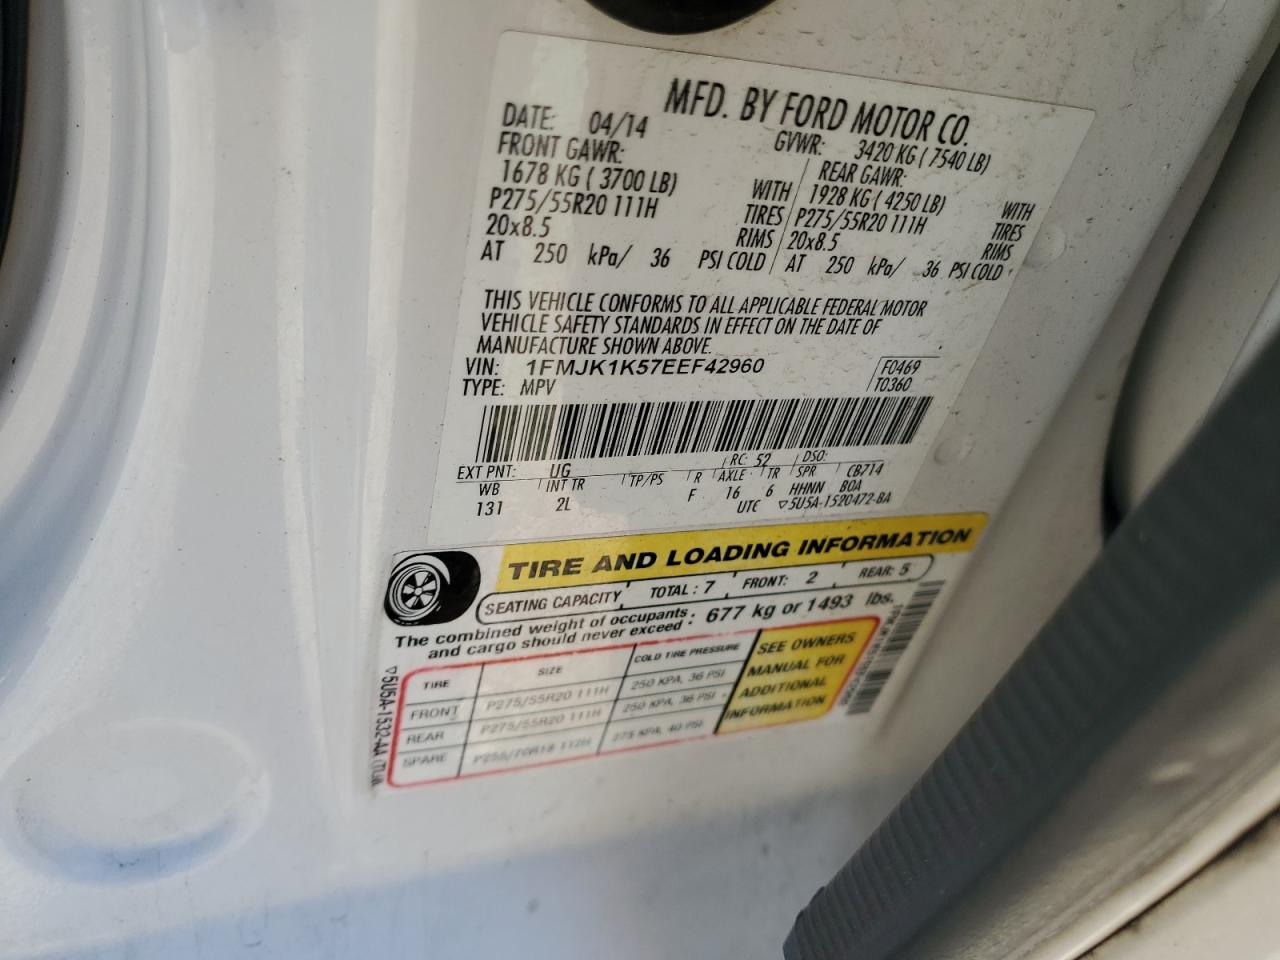 MFD. BY FORD MOTOR CO.
DATE: 04/14 GVWR: 3420 KG ( 7540 LB)
FRONT GAWR: REAR GAWR:
1678 KG ( 3700 LB) WITH 1928 KG ( 4250 LB) WITH
P275/55R20 111H TIRES P275/55R20 111H TIRES
20x8.5 RIMS 20x8.5 RIMS
AT 250 kPa/ 36 PSI COLD AT 250 kPa/ 36 PSI COLD
THIS VEHICLE CONFORMS TO ALL APPLICABLE FEDERAL MOTOR
VEHICLE SAFETY STANDARDS IN EFFECT ON THE DATE OF
MANUFACTURE SHOWN ABOVE.
VIN: 1FMJK1K57EEF42960 F0469
TYPE: MPV T0360
EXT PNT: UG RC: 52 DSO:
WB INT TR TP/PS R AXLE TR SPR CB714
131 2L F 16 6 HHNN BOA
UTC ▽5U5A-1520472-BA
TIRE AND LOADING INFORMATION
SEATING CAPACITY TOTAL : 7 FRONT: 2 REAR: 5
The combined weight of occupants and cargo should never exceed : 677 kg or 1493 lbs.
TIRE SIZE COLD TIRE PRESSURE
FRONT P275/55R20 111H 250 KPA, 36 PSI
REAR P275/55R20 111H 250 KPA, 36 PSI
SPARE P255/70R18 112H 275 KPA, 40 PSI
SEE OWNERS
MANUAL FOR
ADDITIONAL
INFORMATION
▽5U5A-1532-AA